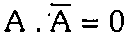 A . A̅ = 0